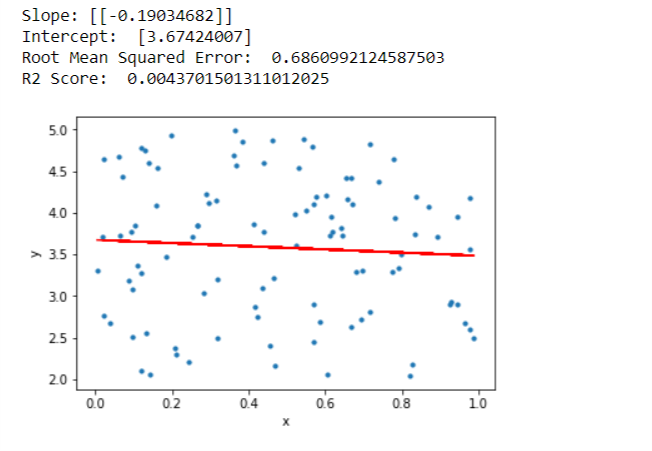 Slope: [[-0.19034682]]
Intercept:  [3.67424007]
Root Mean Squared Error:  0.6860992124587503
R2 Score:  0.0043701501311012025
5.0
4.5
4.0
3.5
3.0
2.5
2.0
y
0.0 0.2 0.4 0.6 0.8 1.0
x